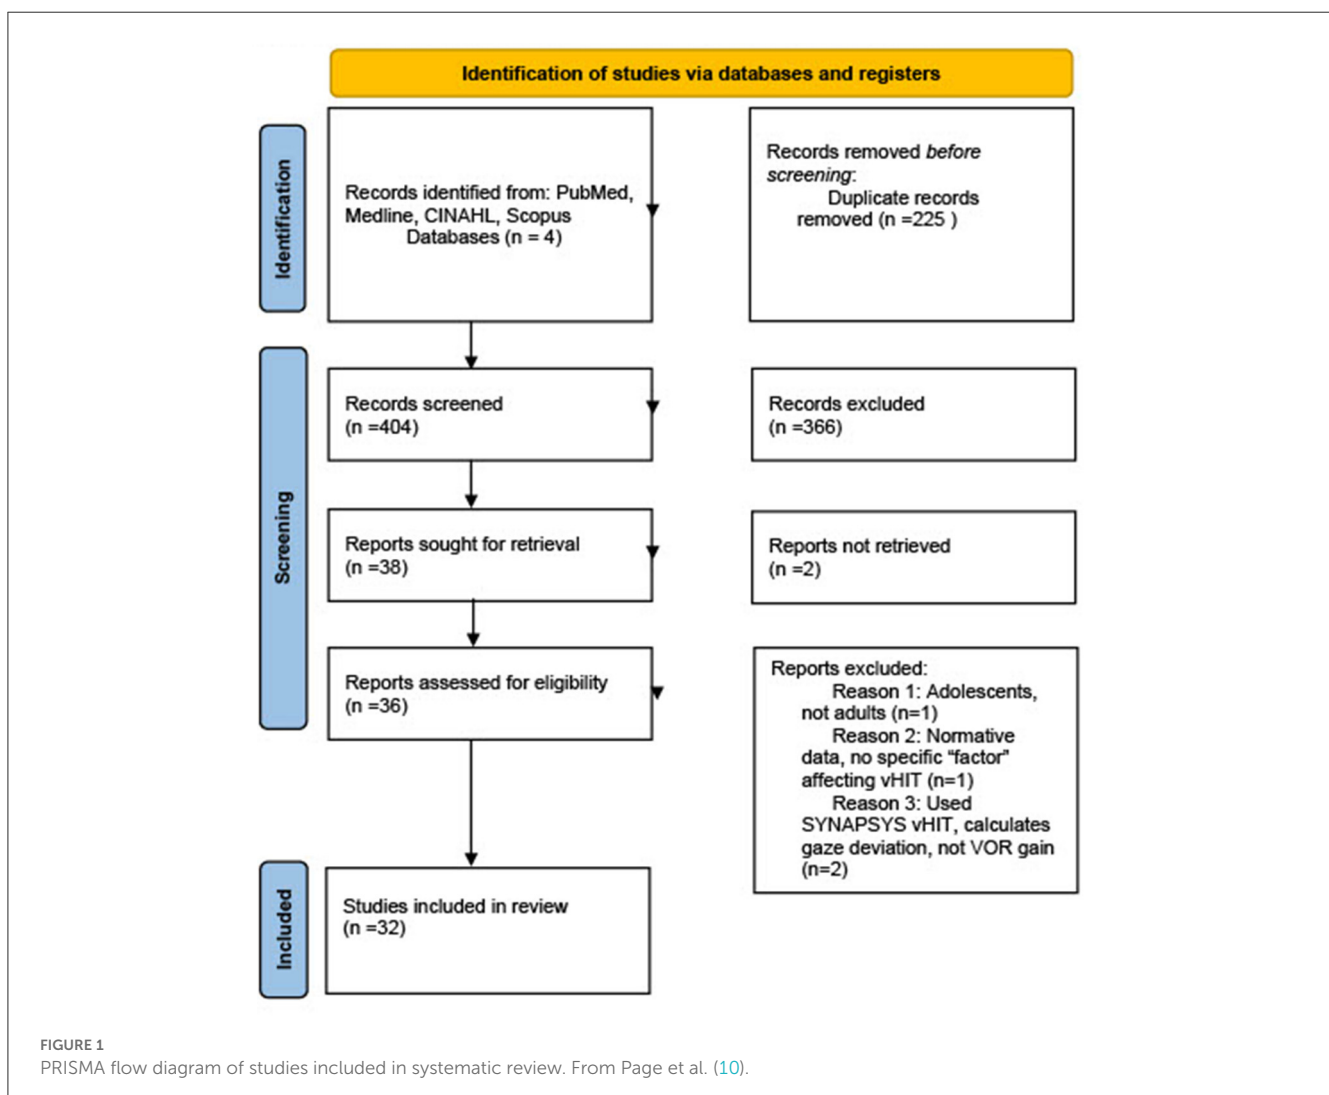 Identification of studies via databases and registers
Identification
Records identified from: PubMed,
Medline, CINAHL, Scopus
Databases (n = 4)
Records removed before
screening:
Duplicate records
removed (n =225 )
Screening
Records screened
(n =404)
Records excluded
(n =366)
Reports sought for retrieval
(n =38)
Reports not retrieved
(n =2)
Reports assessed for eligibility
(n =36)
Reports excluded:
Reason 1: Adolescents,
not adults (n=1)
Reason 2: Normative
data, no specific “factor”
affecting vHIT (n=1)
Reason 3: Used
SYNAPSYS vHIT, calculates
gaze deviation, not VOR gain
(n=2)
Included
Studies included in review
(n =32)
FIGURE 1
PRISMA flow diagram of studies included in systematic review. From Page et al. (10).